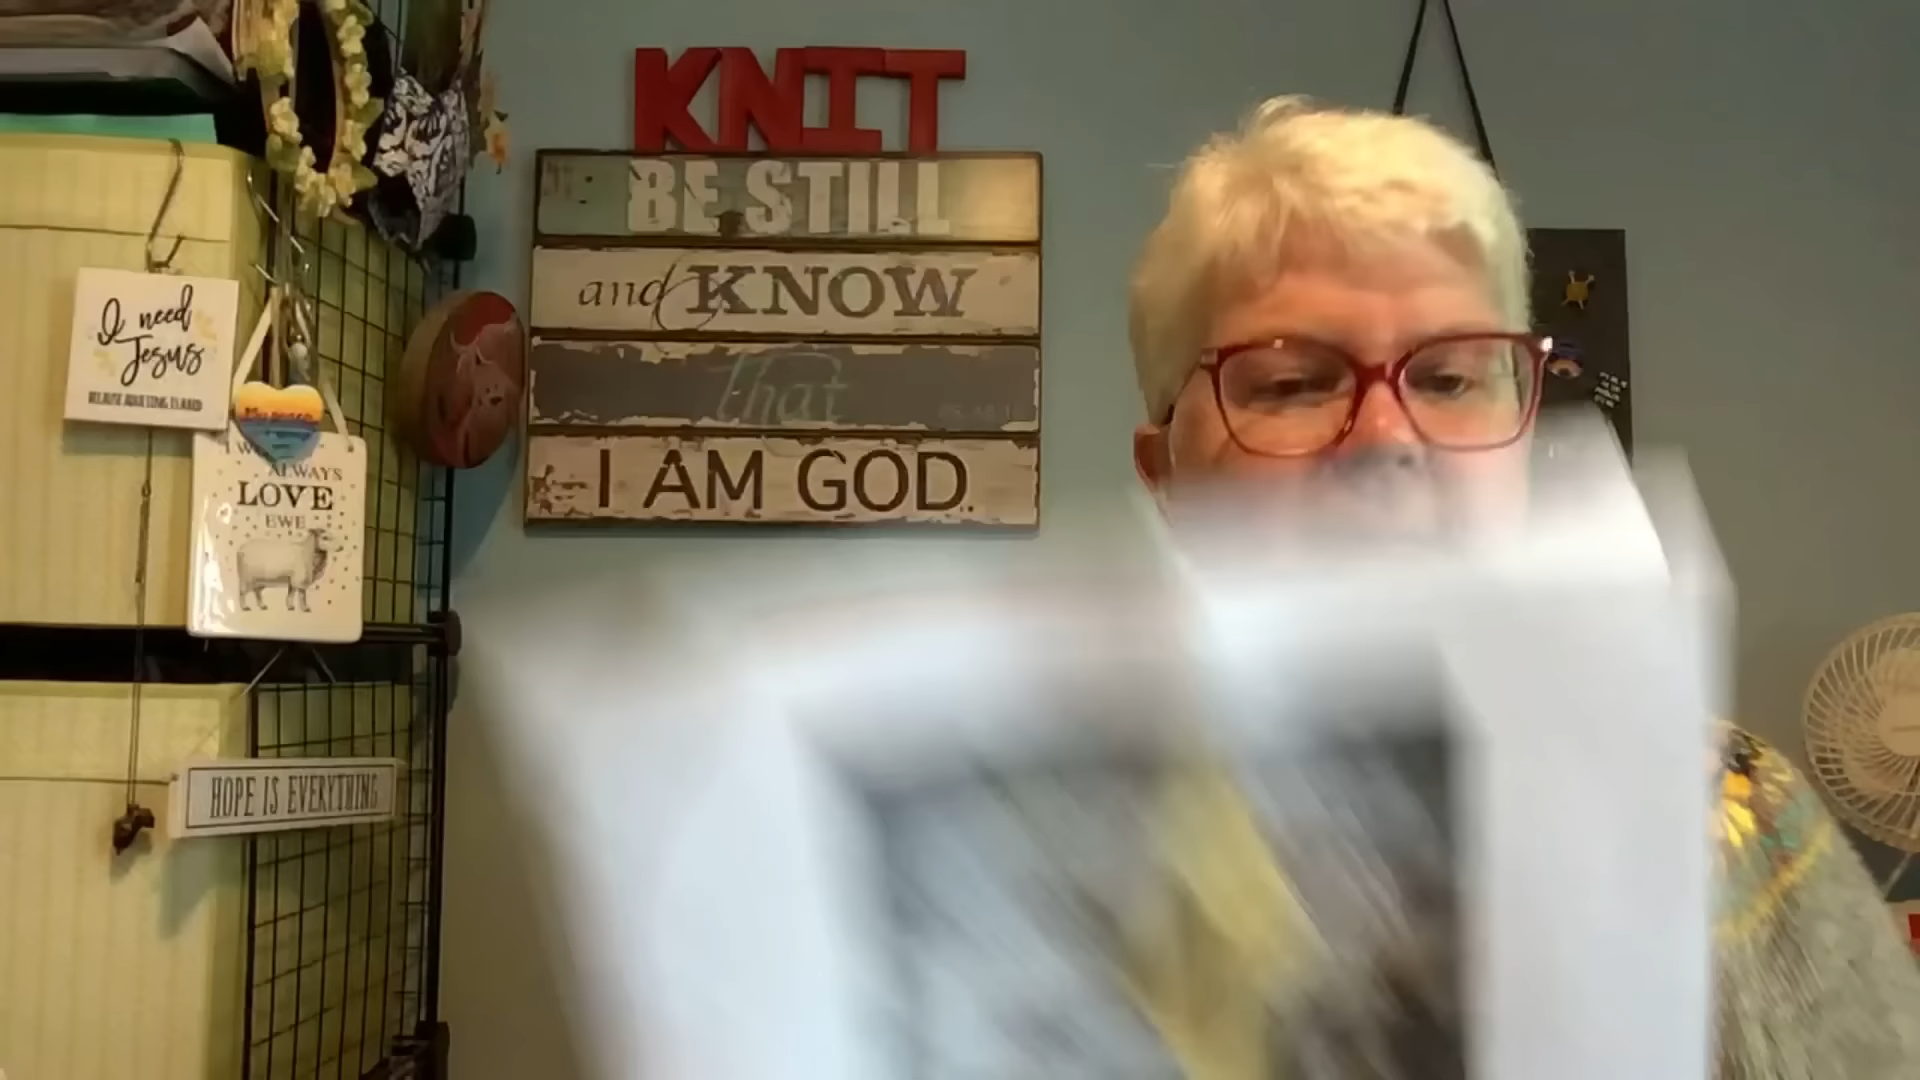 KNIT
BE STILL
and KNOW
that
I AM GOD.
I need
Jesus
ALWAYS
LOVE
EWE
HOPE IS EVERYTHING